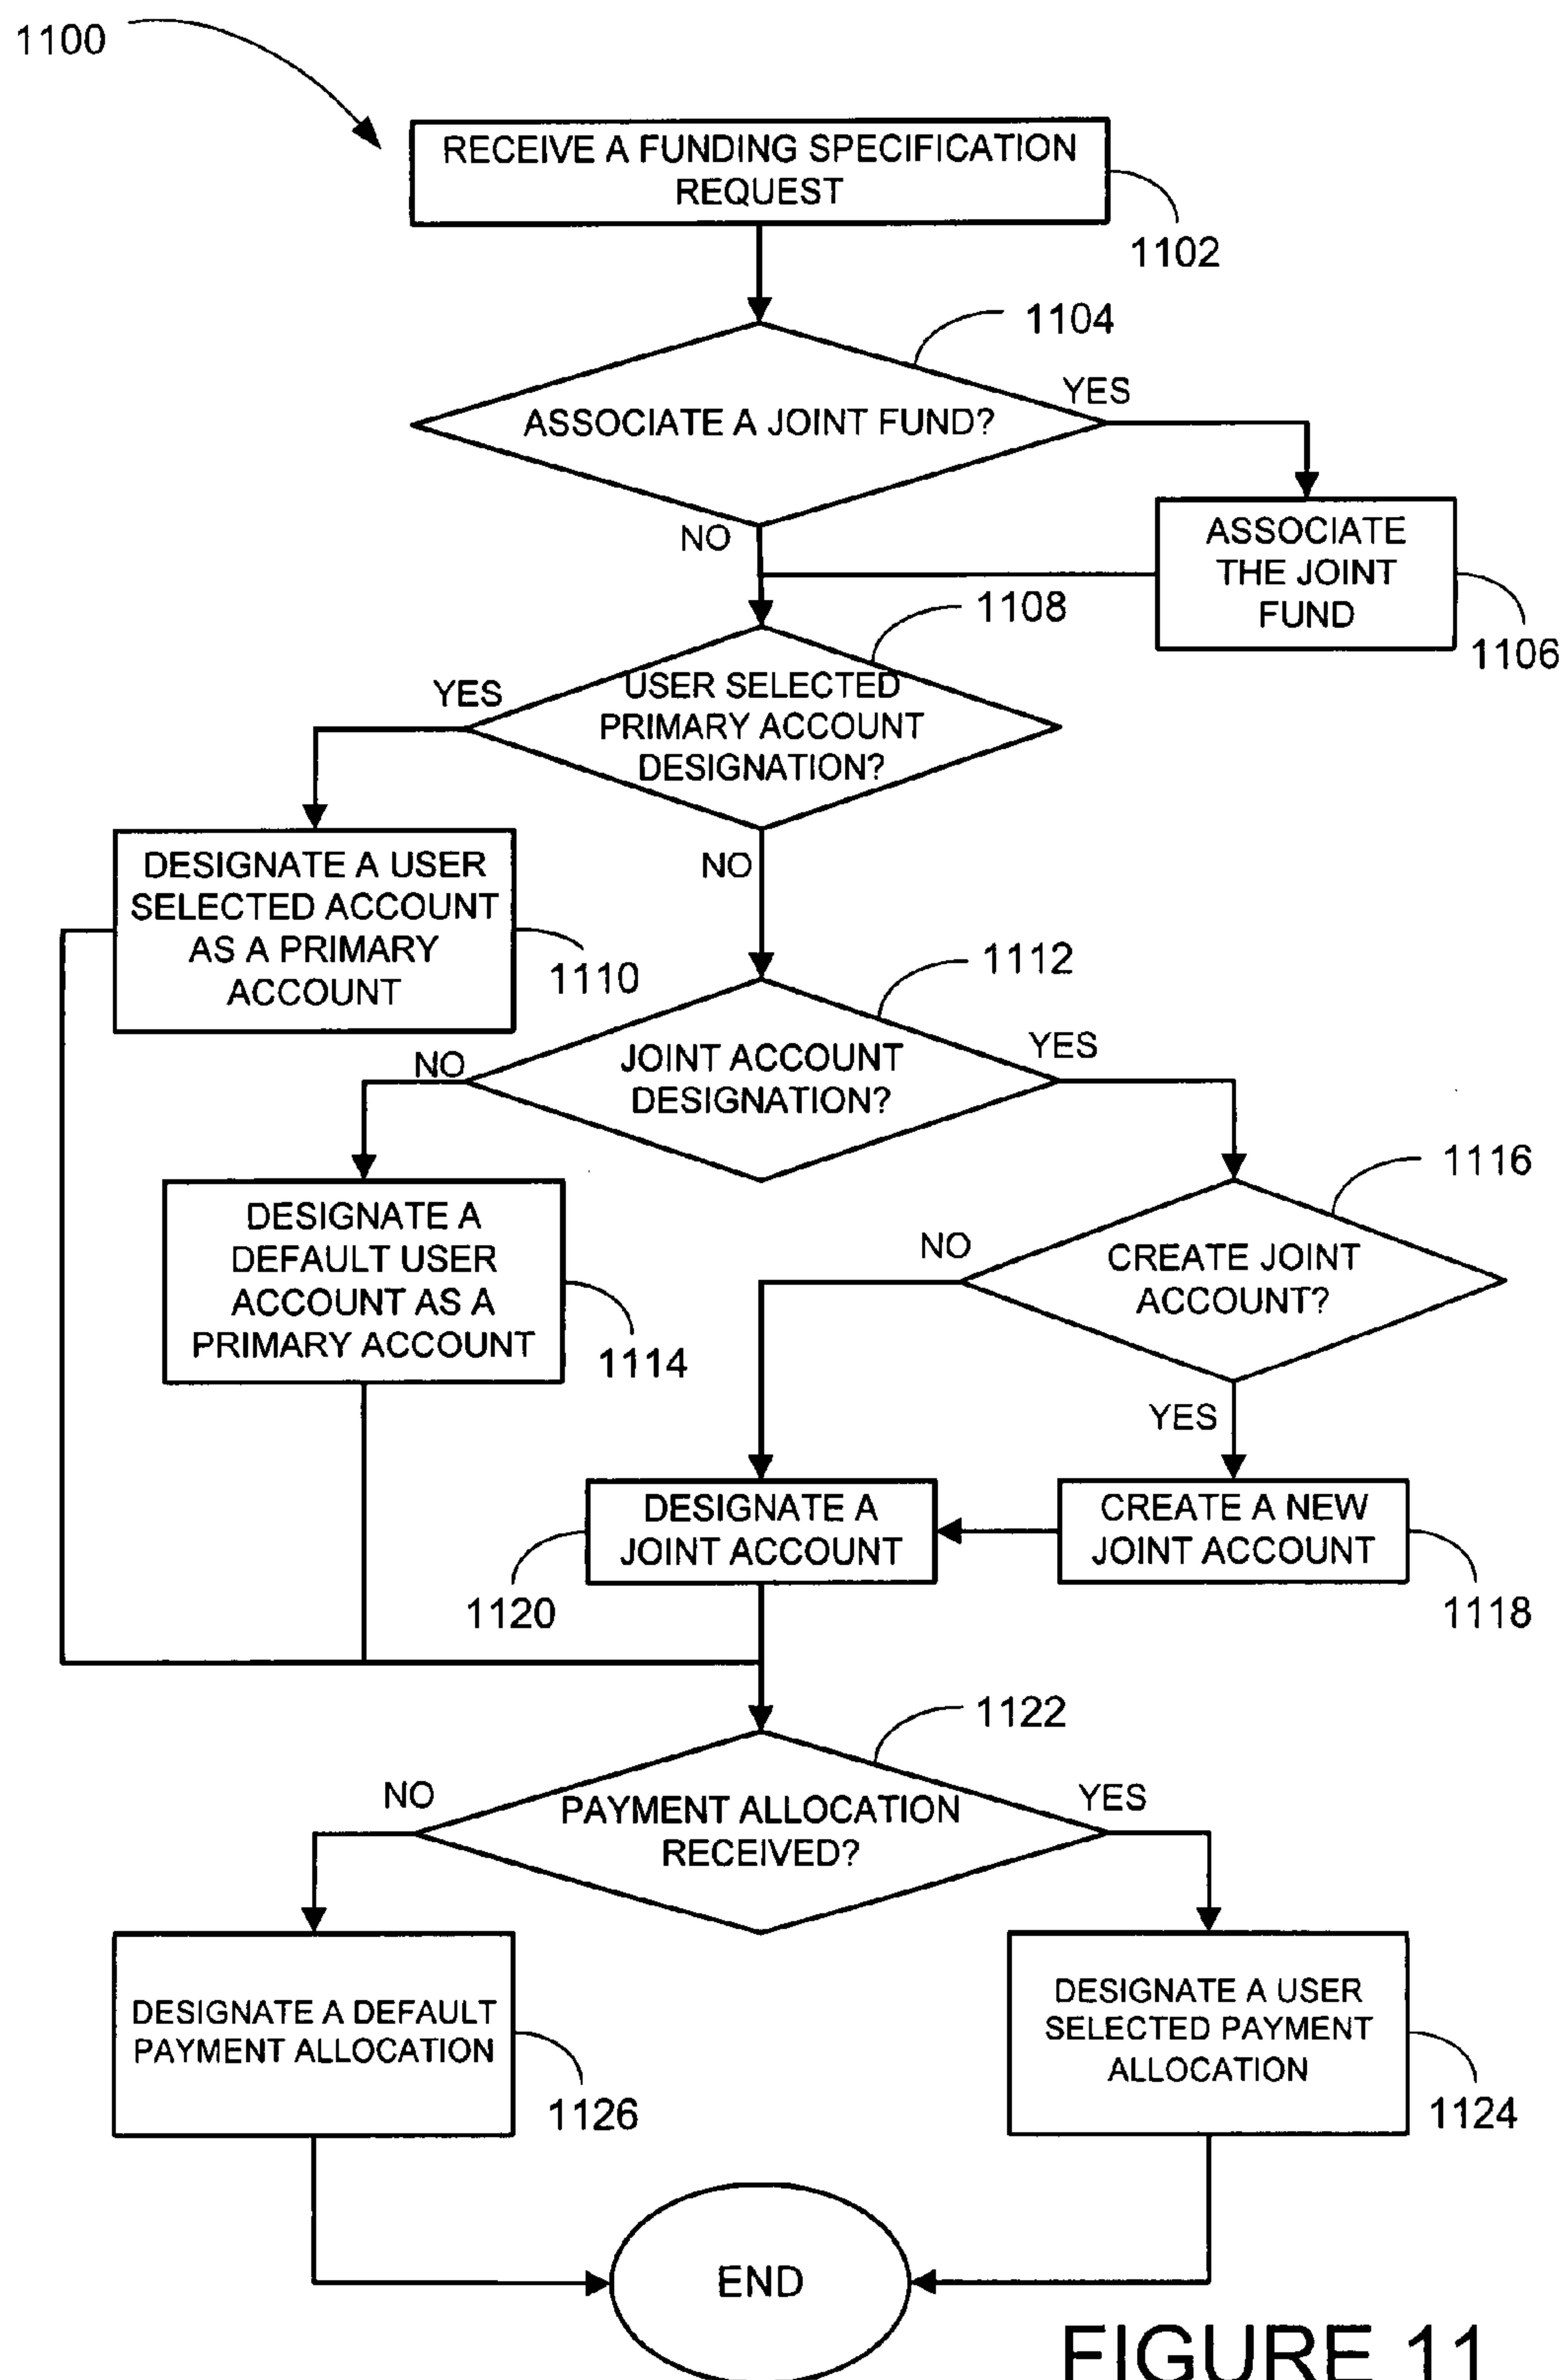 1100
RECEIVE A FUNDING SPECIFICATION
REQUEST
1102
1104
YES
ASSOCIATE A JOINT FUND?
NO
ASSOCIATE
THE JOINT
FUND
1106
1108
YES
USER SELECTED
PRIMARY ACCOUNT
DESIGNATION?
NO
DESIGNATE A USER
SELECTED ACCOUNT
AS A PRIMARY
ACCOUNT
1110
1112
NO
YES
JOINT ACCOUNT
DESIGNATION?
1116
DESIGNATE A
DEFAULT USER
ACCOUNT AS A
PRIMARY ACCOUNT
1114
NO
CREATE JOINT
ACCOUNT?
YES
DESIGNATE A
JOINT ACCOUNT
1120
CREATE A NEW
JOINT ACCOUNT
1118
1122
NO
YES
PAYMENT ALLOCATION
RECEIVED?
DESIGNATE A DEFAULT
PAYMENT ALLOCATION
1126
DESIGNATE A USER
SELECTED PAYMENT
ALLOCATION
1124
END
FIGURE 11